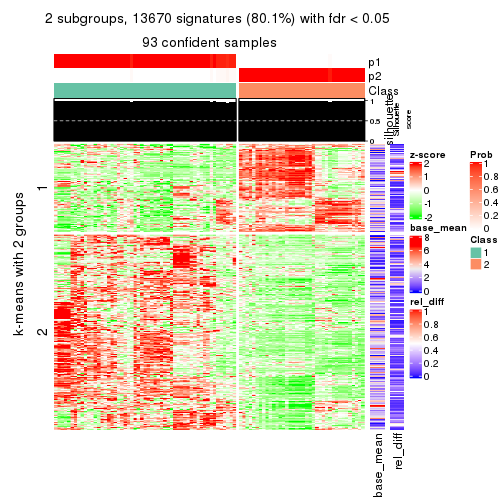 2 subgroups, 13670 signatures (80.1%) with fdr < 0.05
93 confident samples
p1
p2
Class
silhouette
Silhouette
score
1
0.5
0
k-means with 2 groups
1
2
base_mean
rel_diff
z-score
2
1
0
-1
-2
base_mean
8
6
4
2
0
rel_diff
1
0.8
0.6
0.4
0.2
0
Prob
1
0.8
0.6
0.4
0.2
0
Class
1
2